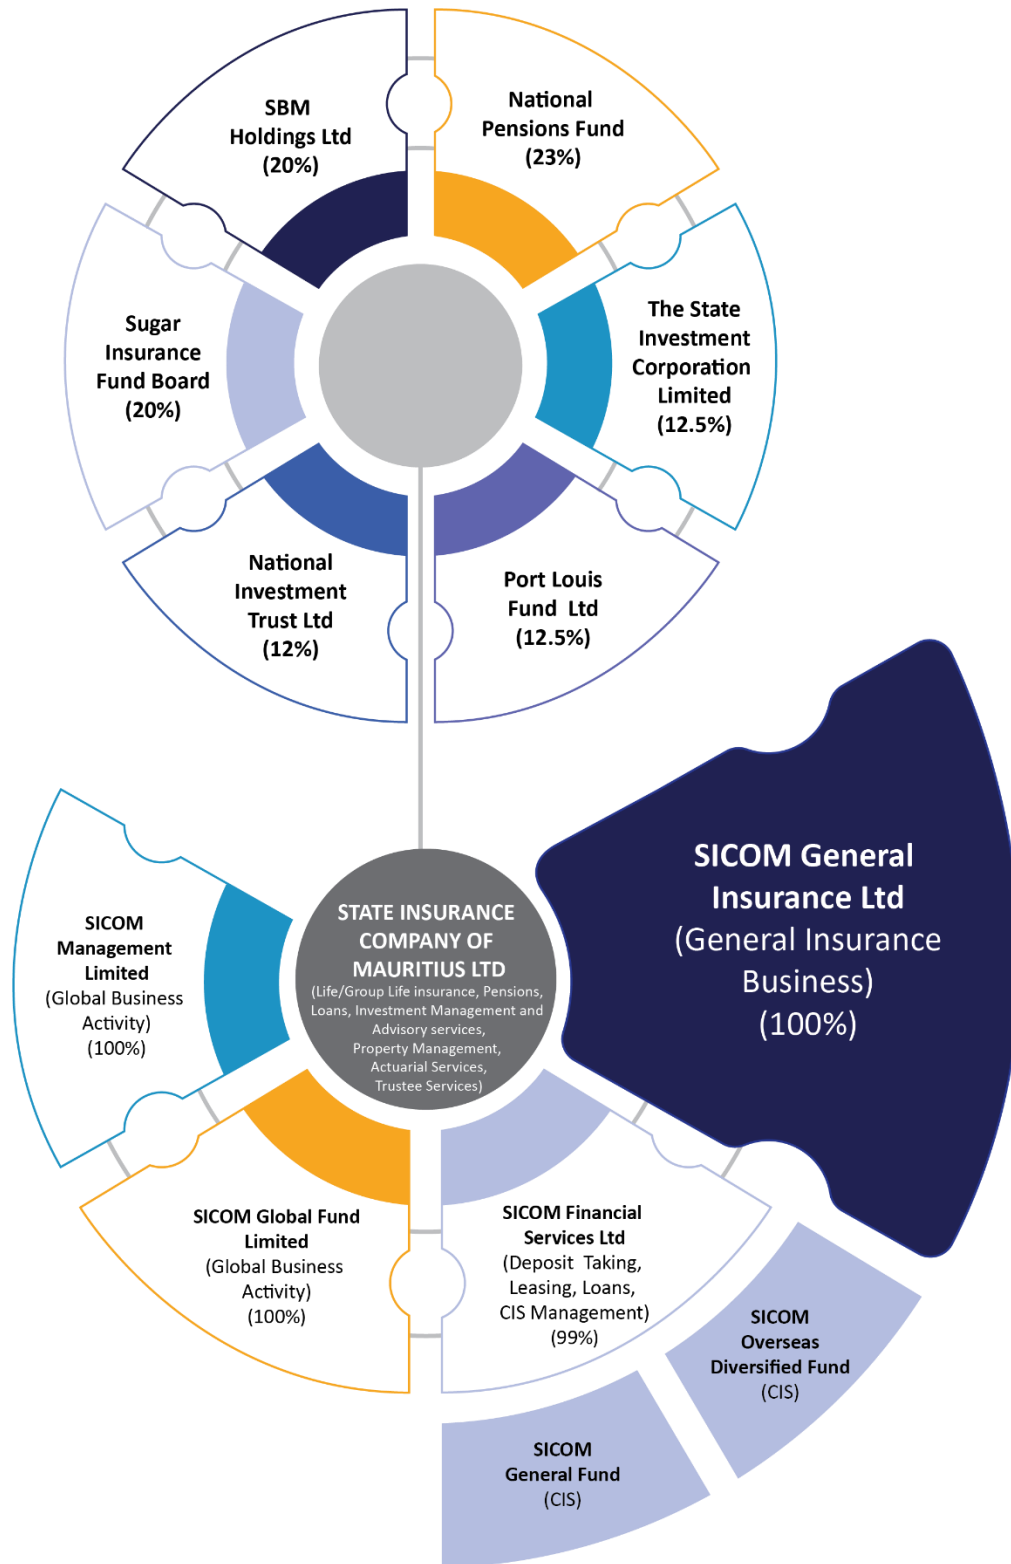 SBM
Holdings Ltd
(20%)
National
Pensions Fund
(23%)
Sugar
Insurance
Fund Board
(20%)
The State
Investment
Corporation
Limited
(12.5%)
National
Investment
Trust Ltd
(12%)
Port Louis
Fund Ltd
(12.5%)
SICOM General
Insurance Ltd
(General Insurance
Business)
(100%)
STATE INSURANCE
COMPANY OF
MAURITIUS LTD
(Life/Group Life insurance, Pensions,
Loans, Investment Management and
Advisory services,
Property Management,
Actuarial Services,
Trustee Services)
SICOM
Management
Limited
(Global Business
Activity)
(100%)
SICOM Global Fund
Limited
(Global Business
Activity)
(100%)
SICOM Financial
Services Ltd
(Deposit Taking,
Leasing, Loans,
CIS Management)
(99%)
SICOM
Overseas
Diversified Fund
(CIS)
SICOM
General Fund
(CIS)